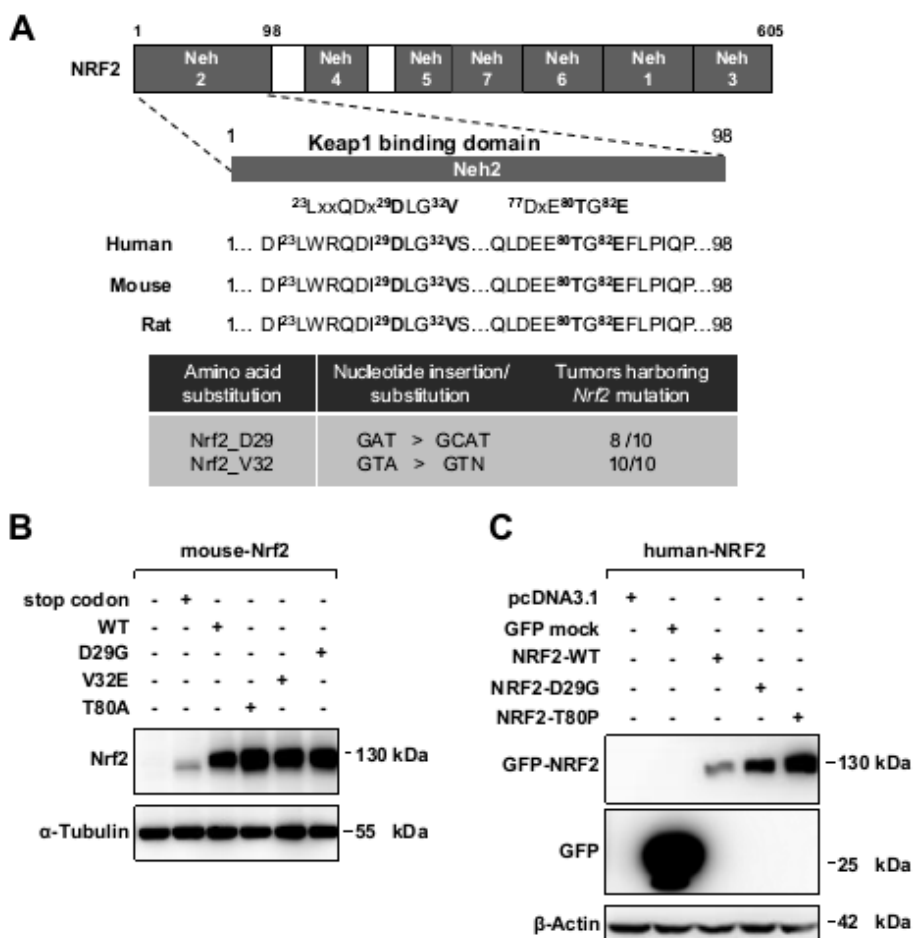 A
1 98 605
NRF2 Neh 2 Neh 4 Neh 5 Neh 7 Neh 6 Neh 1 Neh 3
1 Keap1 binding domain 98
Neh2
²³LxxQDx²⁹DLG³²V ⁷⁷DxE⁸⁰TG⁸²E
Human 1... DI²³LWRQDI²⁹DLG³²VS...QLDEE⁸⁰TG⁸²EFLPIQP...98
Mouse 1... DI²³LWRQDI²⁹DLG³²VS...QLDEE⁸⁰TG⁸²EFLPIQP...98
Rat 1... DI²³LWRQDI²⁹DLG³²VS...QLDEE⁸⁰TG⁸²EFLPIQP...98
Amino acid substitution Nucleotide insertion/ substitution Tumors harboring Nrf2 mutation
Nrf2_D29 GAT > GCAT 8/10
Nrf2_V32 GTA > GTN 10/10
B
mouse-Nrf2
stop codon - + - - - -
WT - - + - - -
D29G - - - - - +
V32E - - - - + -
T80A - - - + - -
Nrf2 -130 kDa
α-Tubulin -55 kDa
C
human-NRF2
pcDNA3.1 + - - - -
GFP mock - + - - -
NRF2-WT - - + - -
NRF2-D29G - - - + -
NRF2-T80P - - - - +
GFP-NRF2 -130 kDa
GFP -25 kDa
β-Actin -42 kDa